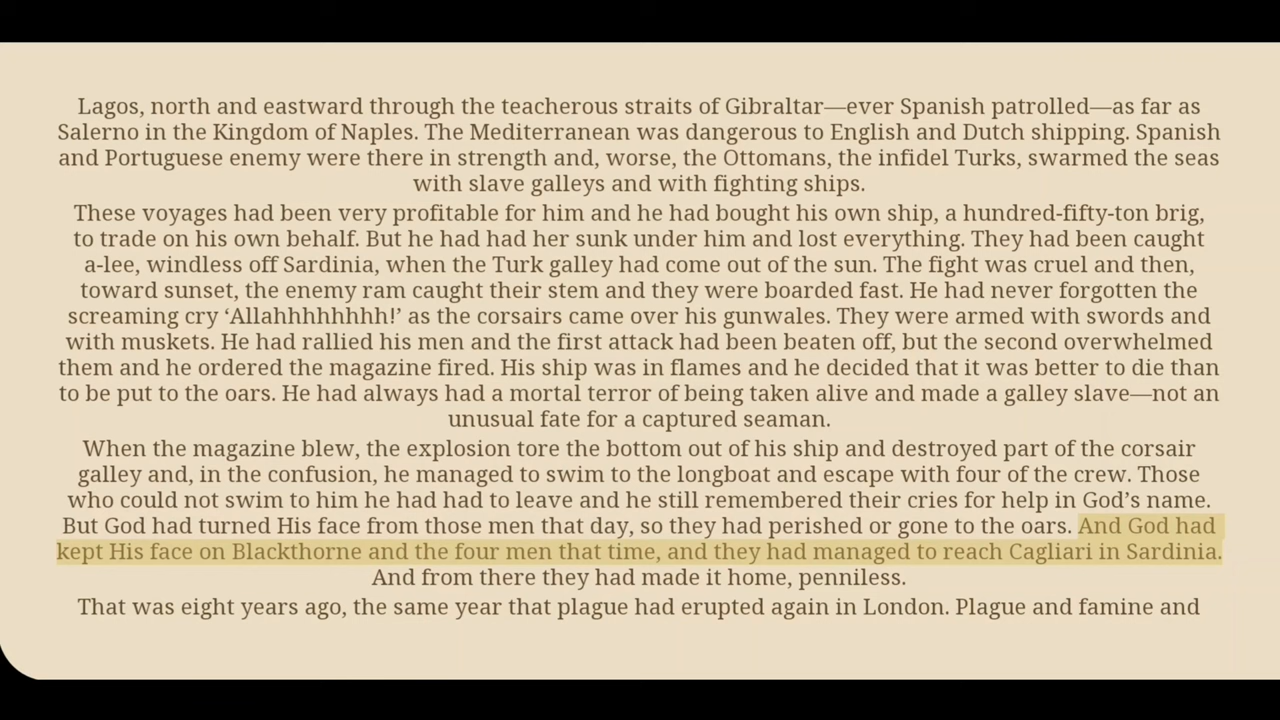 Lagos, north and eastward through the teacherous straits of Gibraltar—ever Spanish patrolled—as far as
Salerno in the Kingdom of Naples. The Mediterranean was dangerous to English and Dutch shipping. Spanish
and Portuguese enemy were there in strength and, worse, the Ottomans, the infidel Turks, swarmed the seas
with slave galleys and with fighting ships.
These voyages had been very profitable for him and he had bought his own ship, a hundred-fifty-ton brig,
to trade on his own behalf. But he had had her sunk under him and lost everything. They had been caught
a-lee, windless off Sardinia, when the Turk galley had come out of the sun. The fight was cruel and then,
toward sunset, the enemy ram caught their stem and they were boarded fast. He had never forgotten the
screaming cry ‘Allahhhhhhhh!’ as the corsairs came over his gunwales. They were armed with swords and
with muskets. He had rallied his men and the first attack had been beaten off, but the second overwhelmed
them and he ordered the magazine fired. His ship was in flames and he decided that it was better to die than
to be put to the oars. He had always had a mortal terror of being taken alive and made a galley slave—not an
unusual fate for a captured seaman.
When the magazine blew, the explosion tore the bottom out of his ship and destroyed part of the corsair
galley and, in the confusion, he managed to swim to the longboat and escape with four of the crew. Those
who could not swim to him he had had to leave and he still remembered their cries for help in God’s name.
But God had turned His face from those men that day, so they had perished or gone to the oars. And God had
kept His face on Blackthorne and the four men that time, and they had managed to reach Cagliari in Sardinia.
And from there they had made it home, penniless.
That was eight years ago, the same year that plague had erupted again in London. Plague and famine and